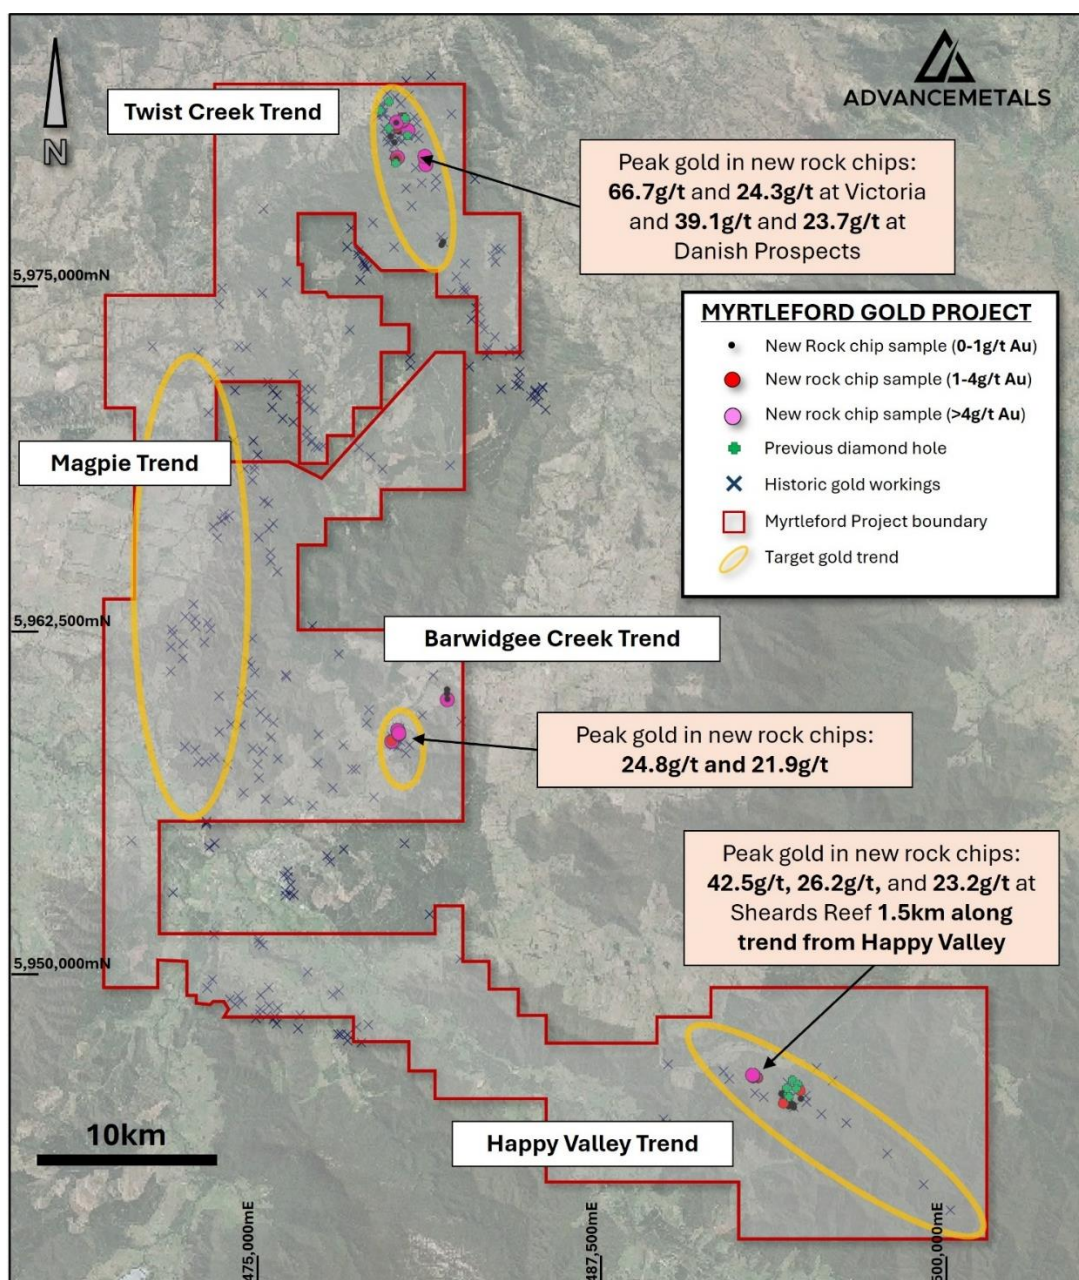 ADVANCEMETALS
N
Twist Creek Trend
Peak gold in new rock chips:
66.7g/t and 24.3g/t at Victoria
and 39.1g/t and 23.7g/t at
Danish Prospects
5,975,000mN
MYRTLEFORD GOLD PROJECT
New Rock chip sample (0-1g/t Au)
New rock chip sample (1-4g/t Au)
New rock chip sample (>4g/t Au)
Previous diamond hole
Historic gold workings
Myrtleford Project boundary
Target gold trend
Magpie Trend
5,962,500mN
Barwidgee Creek Trend
Peak gold in new rock chips:
24.8g/t and 21.9g/t
Peak gold in new rock chips:
42.5g/t, 26.2g/t, and 23.2g/t at
Sheards Reef 1.5km along
trend from Happy Valley
5,950,000mN
10km
Happy Valley Trend
475,000mE
487,500mE
500,000mE